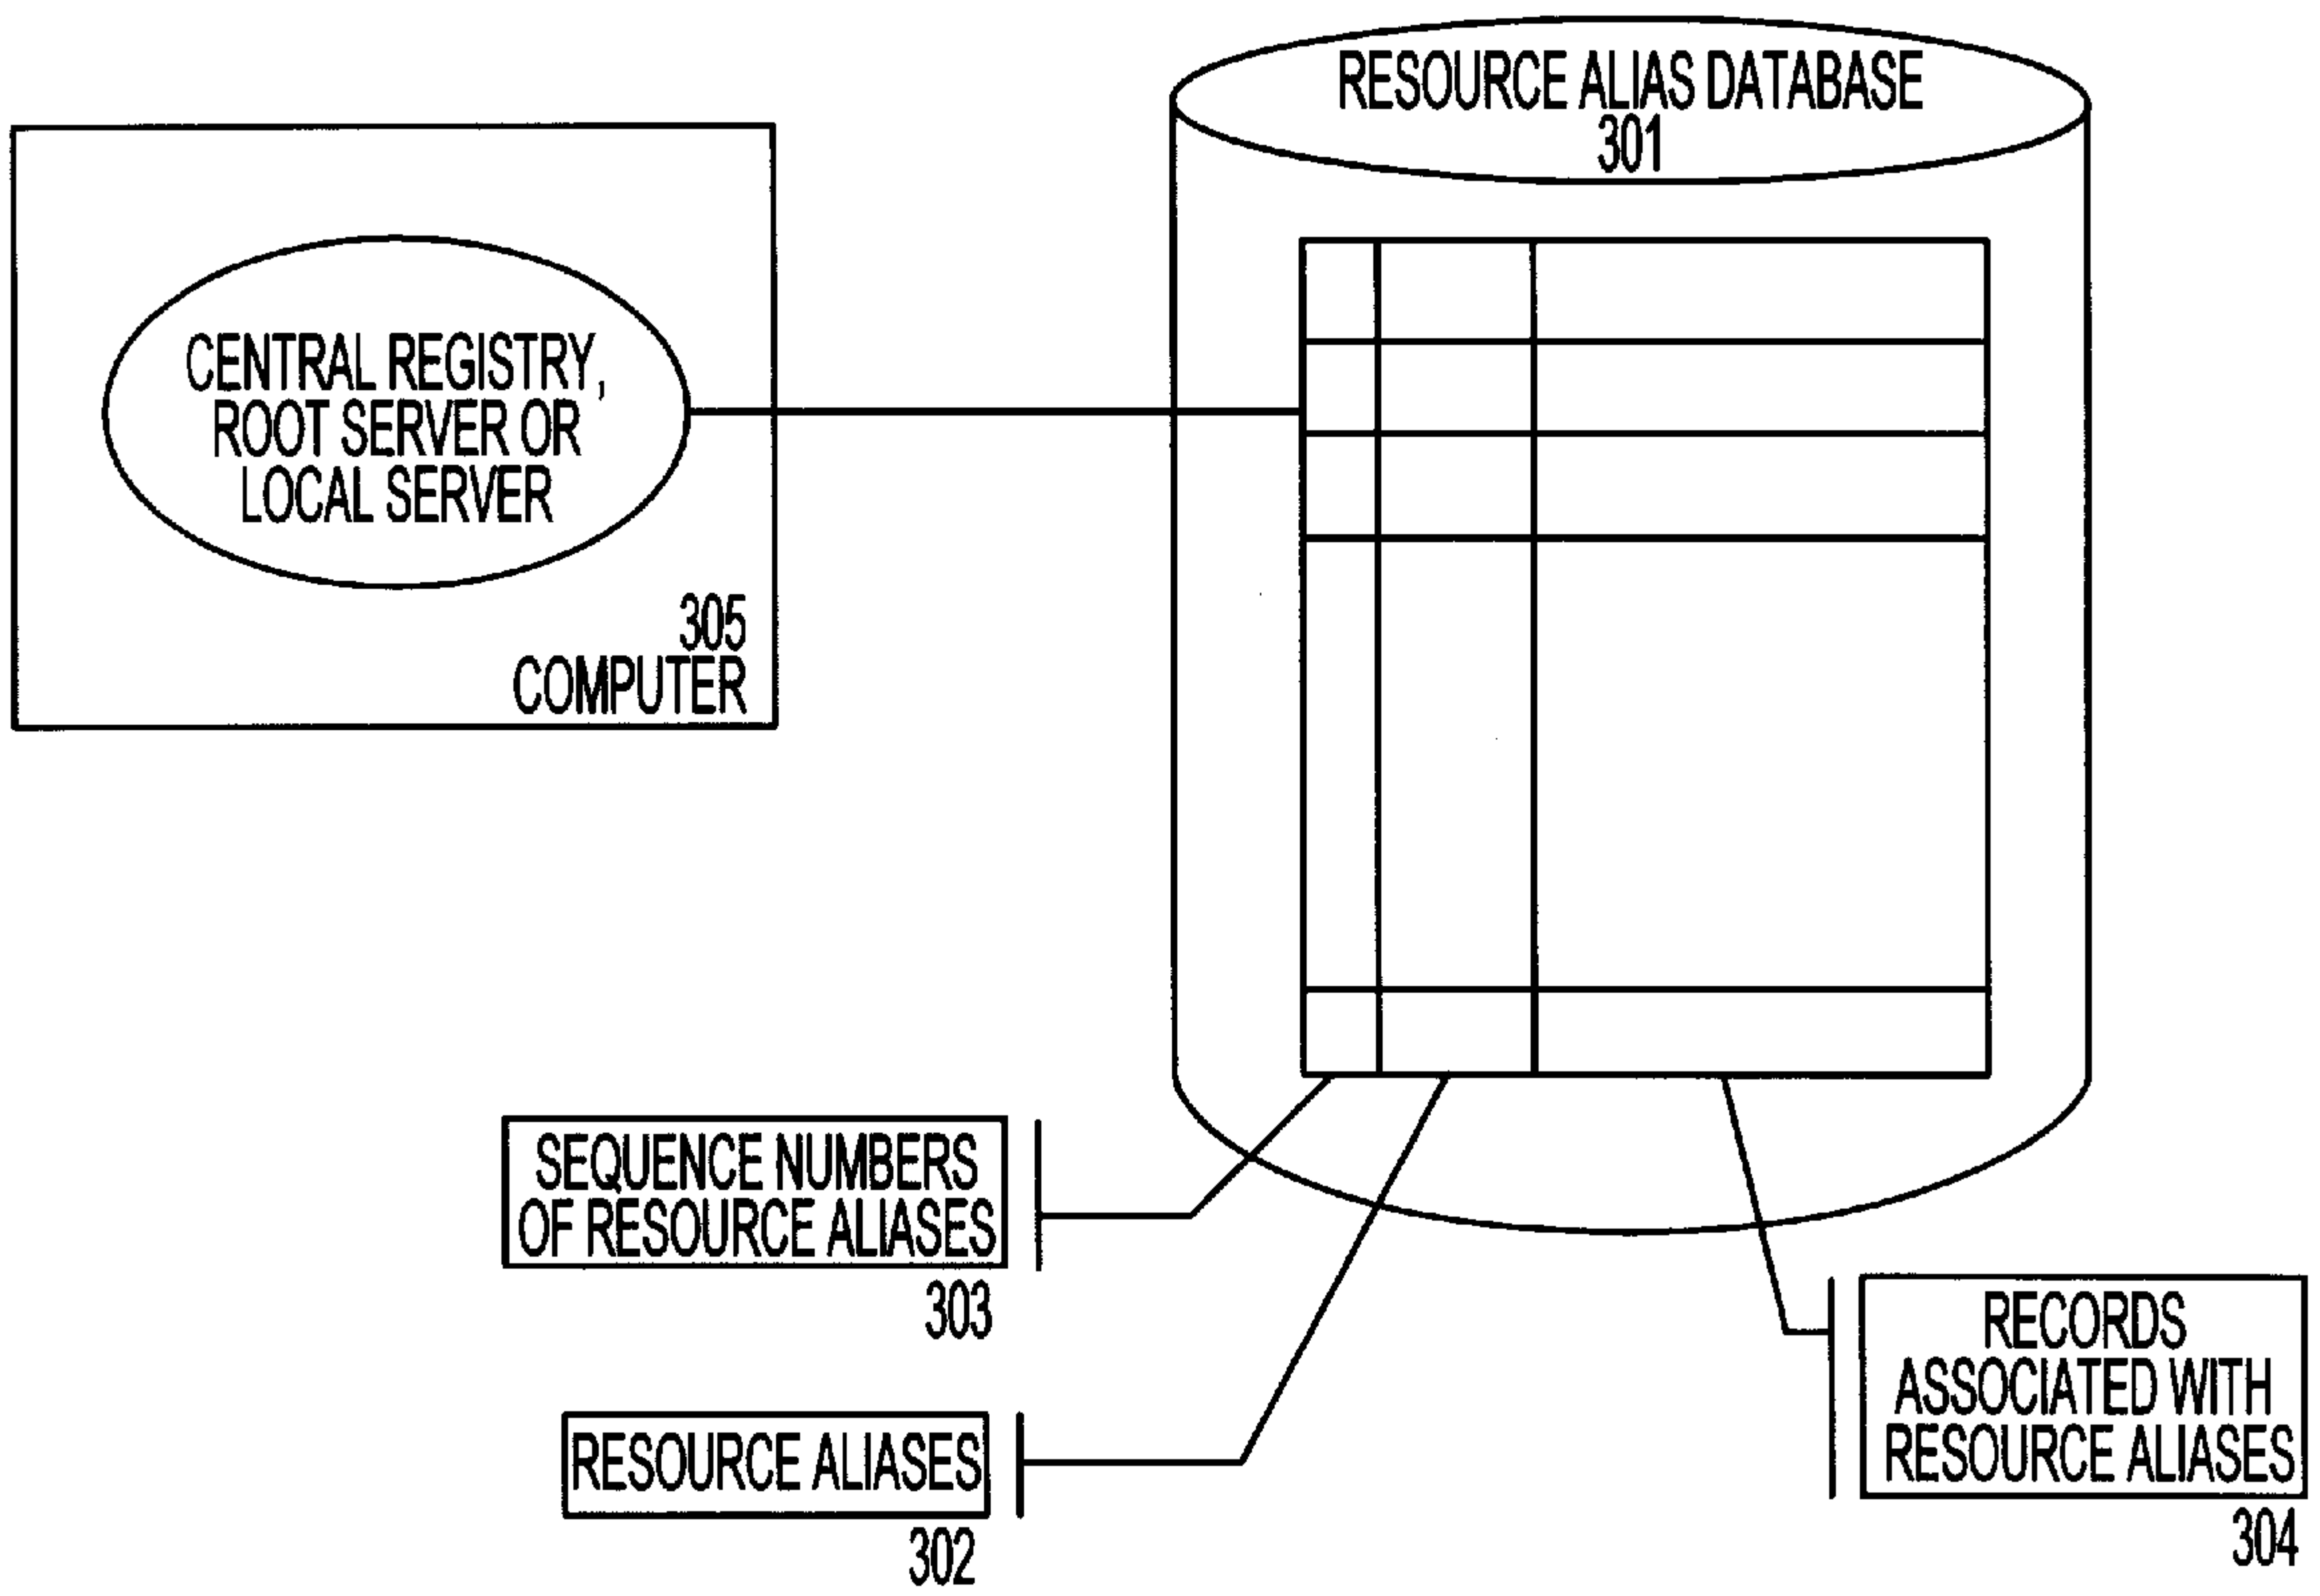 RESOURCE ALIAS DATABASE
301
CENTRAL REGISTRY,
ROOT SERVER OR
LOCAL SERVER
305
COMPUTER
SEQUENCE NUMBERS
OF RESOURCE ALIASES
303
RESOURCE ALIASES
302
RECORDS
ASSOCIATED WITH
RESOURCE ALIASES
304